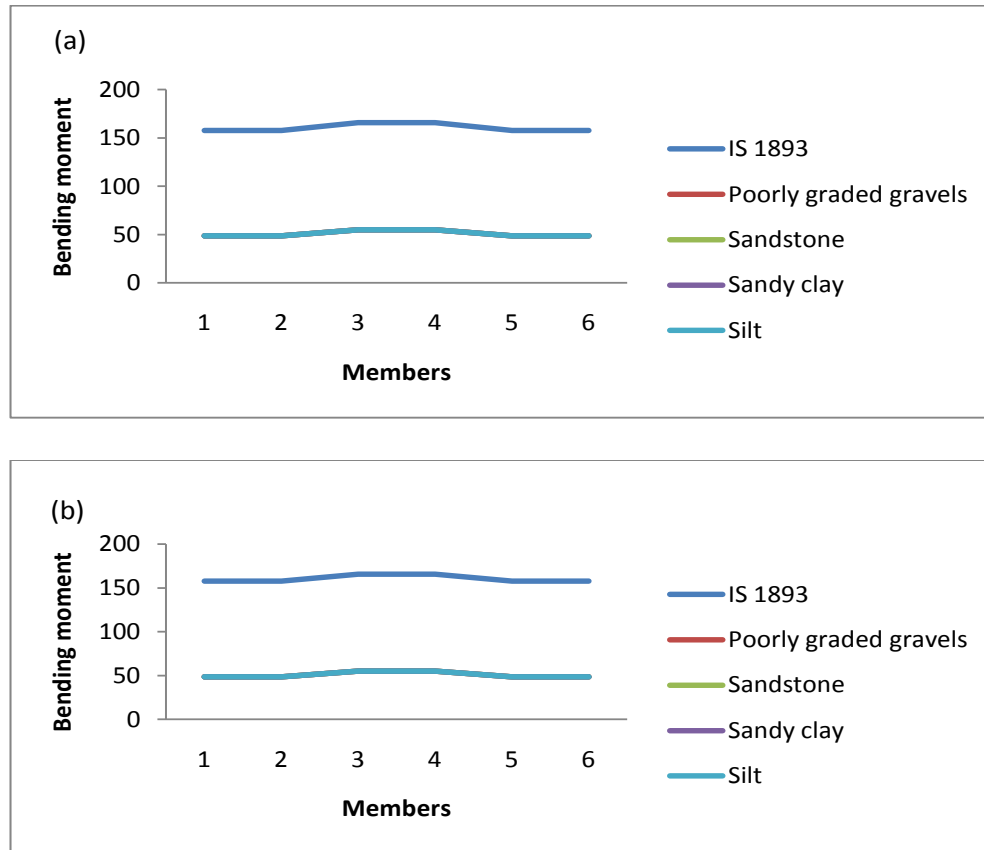 (a)
Bending moment
200
150
100
50
0
1 2 3 4 5 6
Members
IS 1893
Poorly graded gravels
Sandstone
Sandy clay
Silt
(b)
Bending moment
200
150
100
50
0
1 2 3 4 5 6
Members
IS 1893
Poorly graded gravels
Sandstone
Sandy clay
Silt